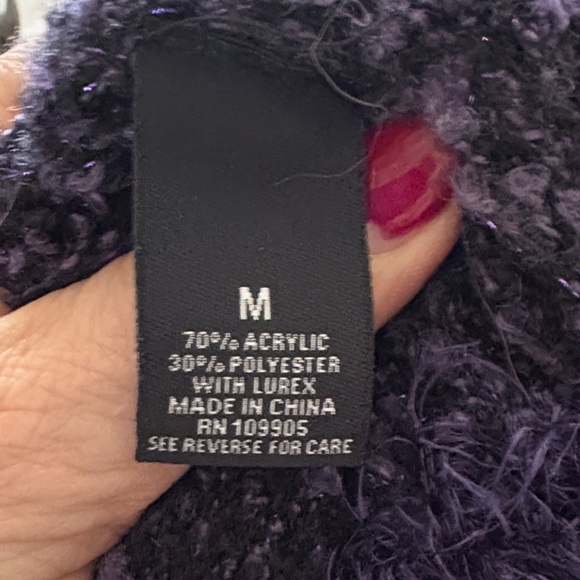 M
70% ACRYLIC
30% POLYESTER
WITH LUREX
MADE IN CHINA
RN 109905
SEE REVERSE FOR CARE